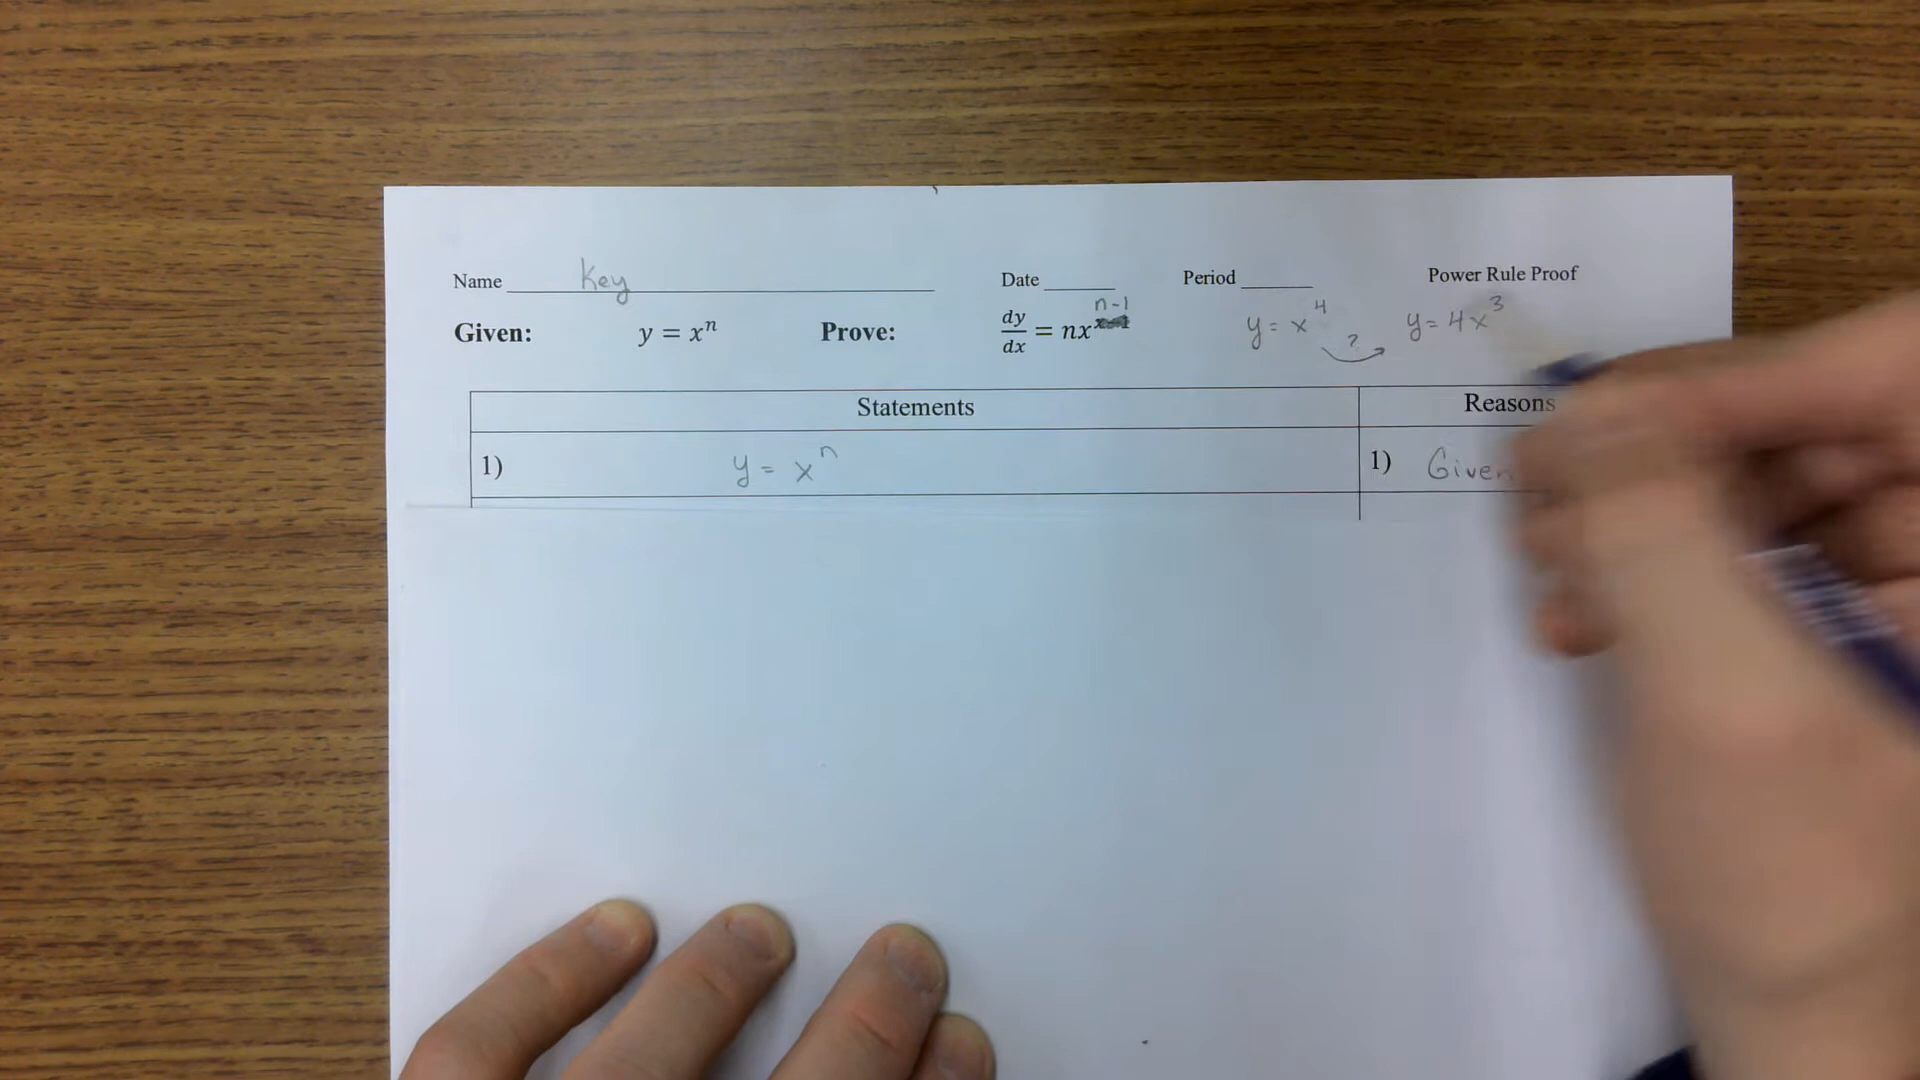 Name Key Date Period Power Rule Proof
Given: y = xⁿ Prove: dy/dx = nxⁿ⁻¹ y = x⁴ ? y = 4x³
Statements Reasons
1) y = xⁿ 1) Given